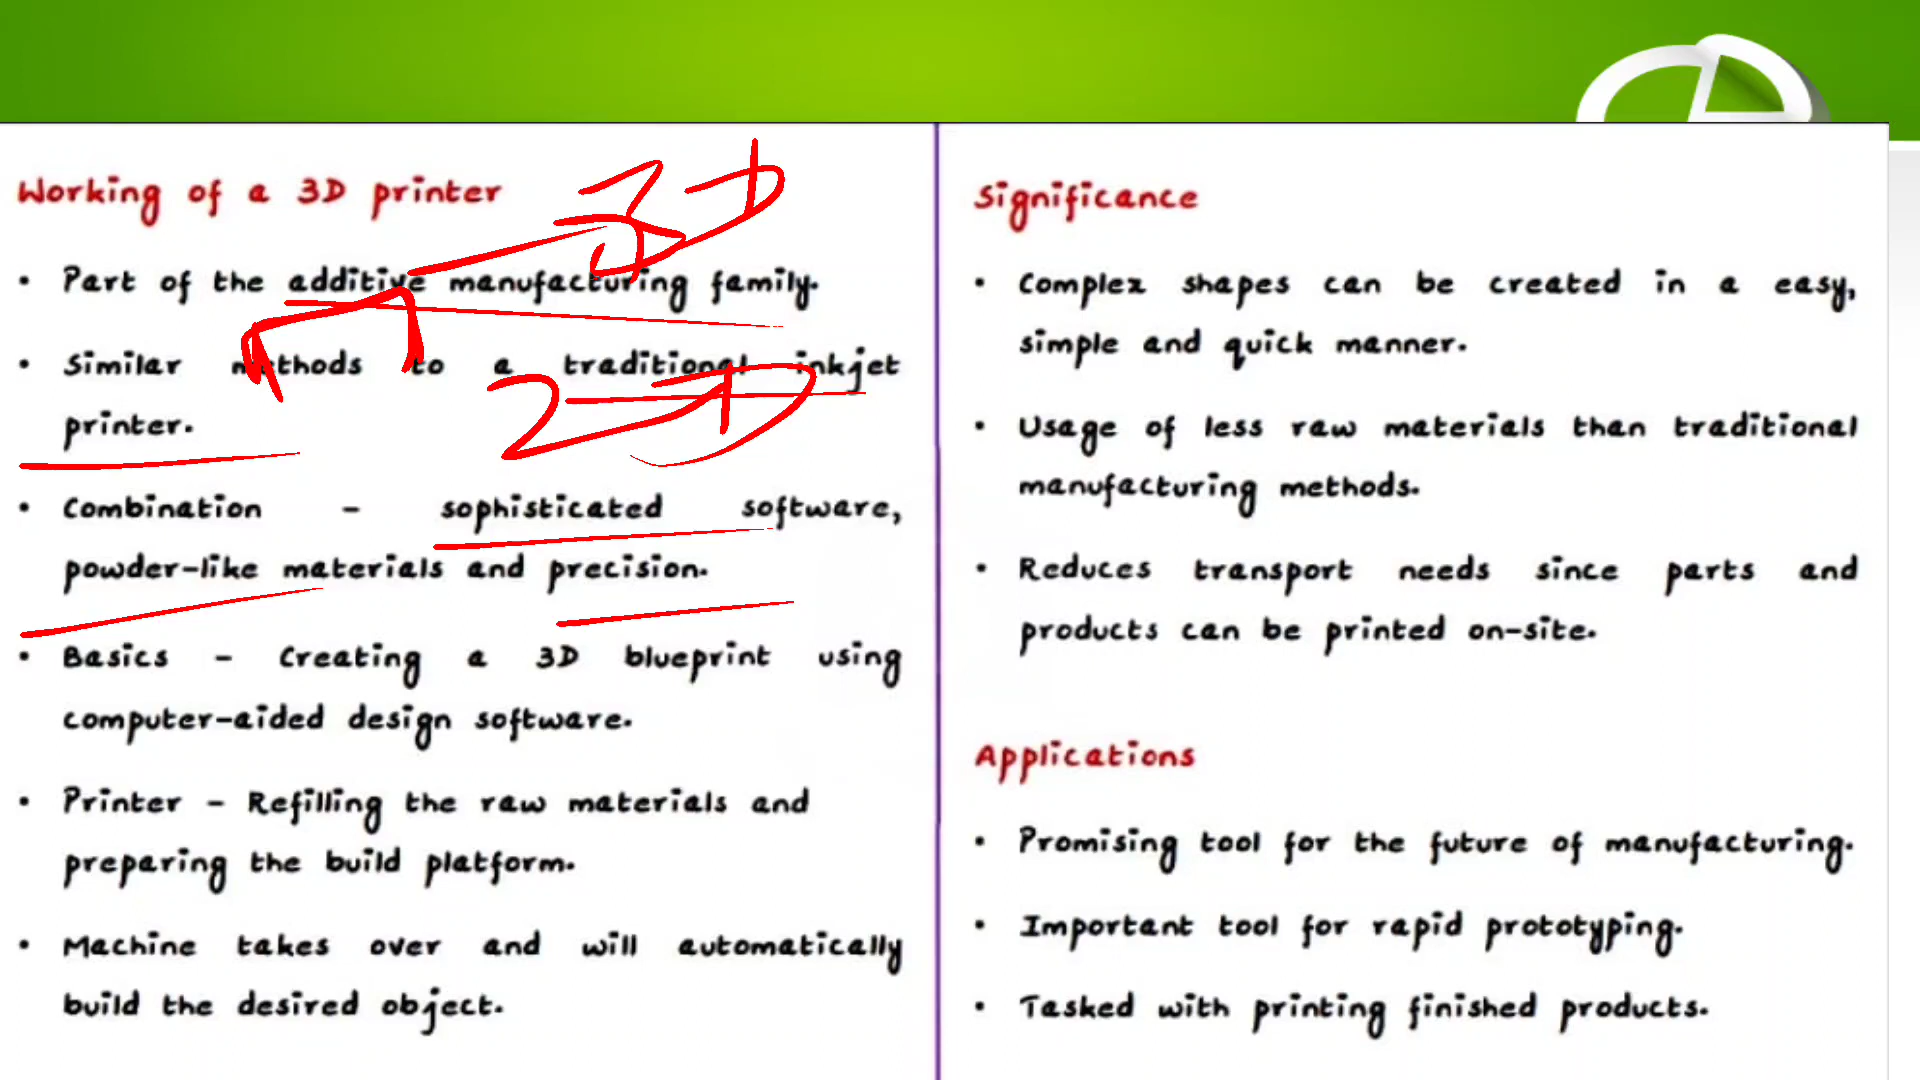 Working of a 3D printer
3-D
• Part of the additive manufacturing family.
• Similar methods to a traditional inkjet
printer.
2-D
• Combination – sophisticated software,
powder-like materials and precision.
• Basics – Creating a 3D blueprint using
computer-aided design software.
• Printer – Refilling the raw materials and
preparing the build platform.
• Machine takes over and will automatically
build the desired object.
Significance
• Complex shapes can be created in a easy,
simple and quick manner.
• Usage of less raw materials than traditional
manufacturing methods.
• Reduces transport needs since parts and
products can be printed on-site.
Applications
• Promising tool for the future of manufacturing.
• Important tool for rapid prototyping.
• Tasked with printing finished products.